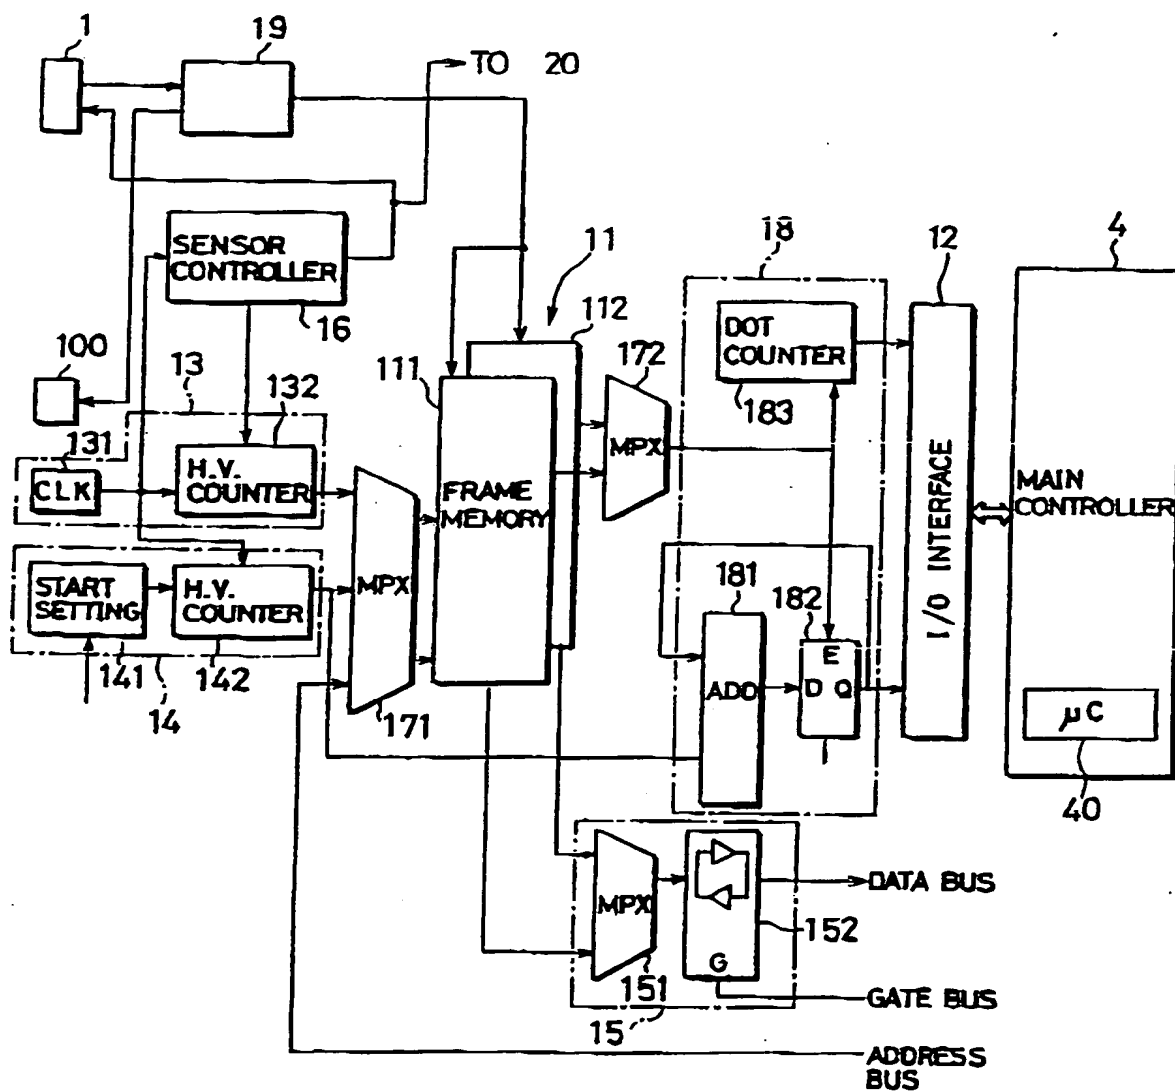 1
19
TO 20
SENSOR
CONTROLLER
16
11
112
18
12
4
100
13
132
111
172
DOT
COUNTER
183
131
CLK
H.V.
COUNTER
MPX
FRAME
MEMORY
MPX
I/O INTERFACE
MAIN
CONTROLLER
START
SETTING
H.V.
COUNTER
141
142
14
171
181
182
ADD
E
D Q
μC
40
MPX
151
G
152
15
DATA BUS
GATE BUS
ADDRESS
BUS